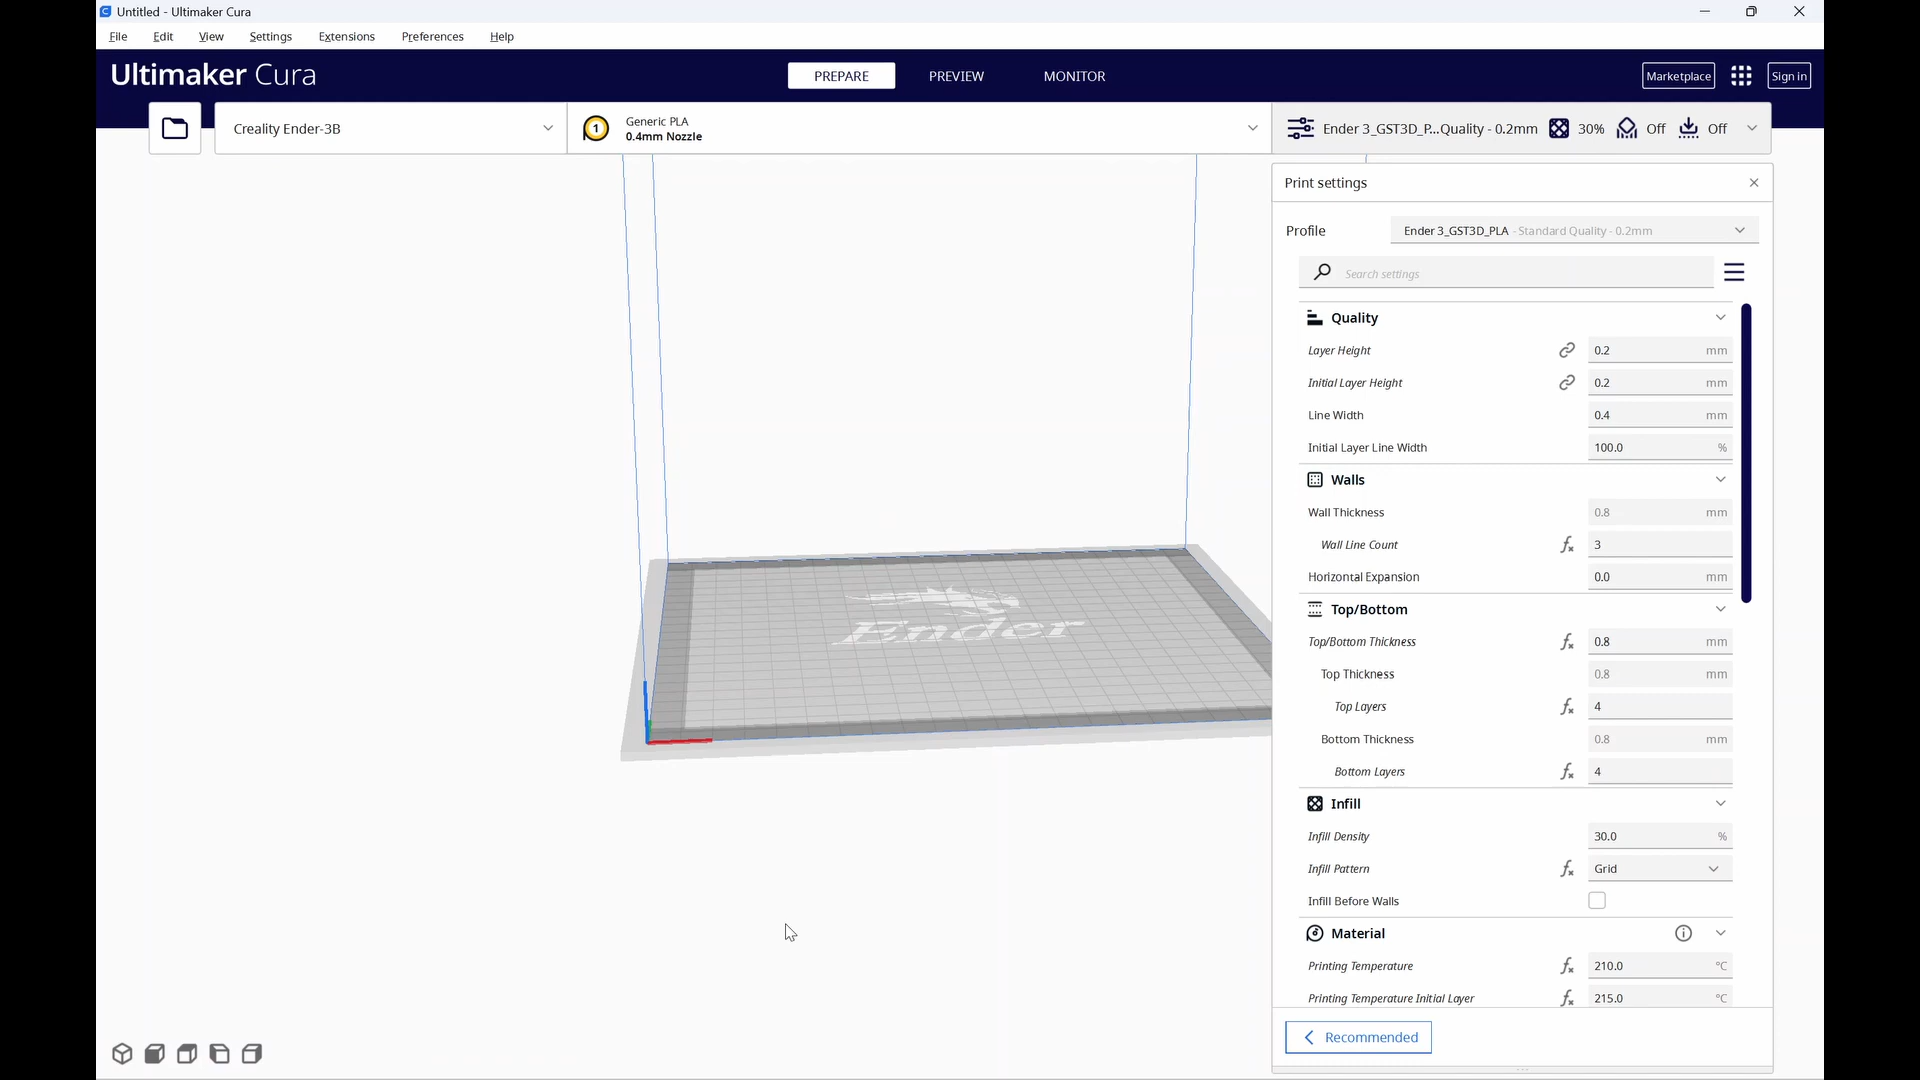 Untitled - Ultimaker Cura
File Edit View Settings Extensions Preferences Help
Ultimaker Cura
PREPARE PREVIEW MONITOR
Marketplace
Sign in
Creality Ender-3B
1
Generic PLA
0.4mm Nozzle
Ender 3_GST3D_P...Quality - 0.2mm 30% Off Off
Print settings
Profile Ender 3_GST3D_PLA - Standard Quality - 0.2mm
Search settings
Quality
Layer Height 0.2 mm
Initial Layer Height 0.2 mm
Line Width 0.4 mm
Initial Layer Line Width 100.0 %
Walls
Wall Thickness 0.8 mm
Wall Line Count 3
Horizontal Expansion 0.0 mm
Top/Bottom
Top/Bottom Thickness 0.8 mm
Top Thickness 0.8 mm
Top Layers 4
Bottom Thickness 0.8 mm
Bottom Layers 4
Infill
Infill Density 30.0 %
Infill Pattern Grid
Infill Before Walls
Material
Printing Temperature 210.0 °C
Printing Temperature Initial Layer 215.0 °C
Recommended
Ender